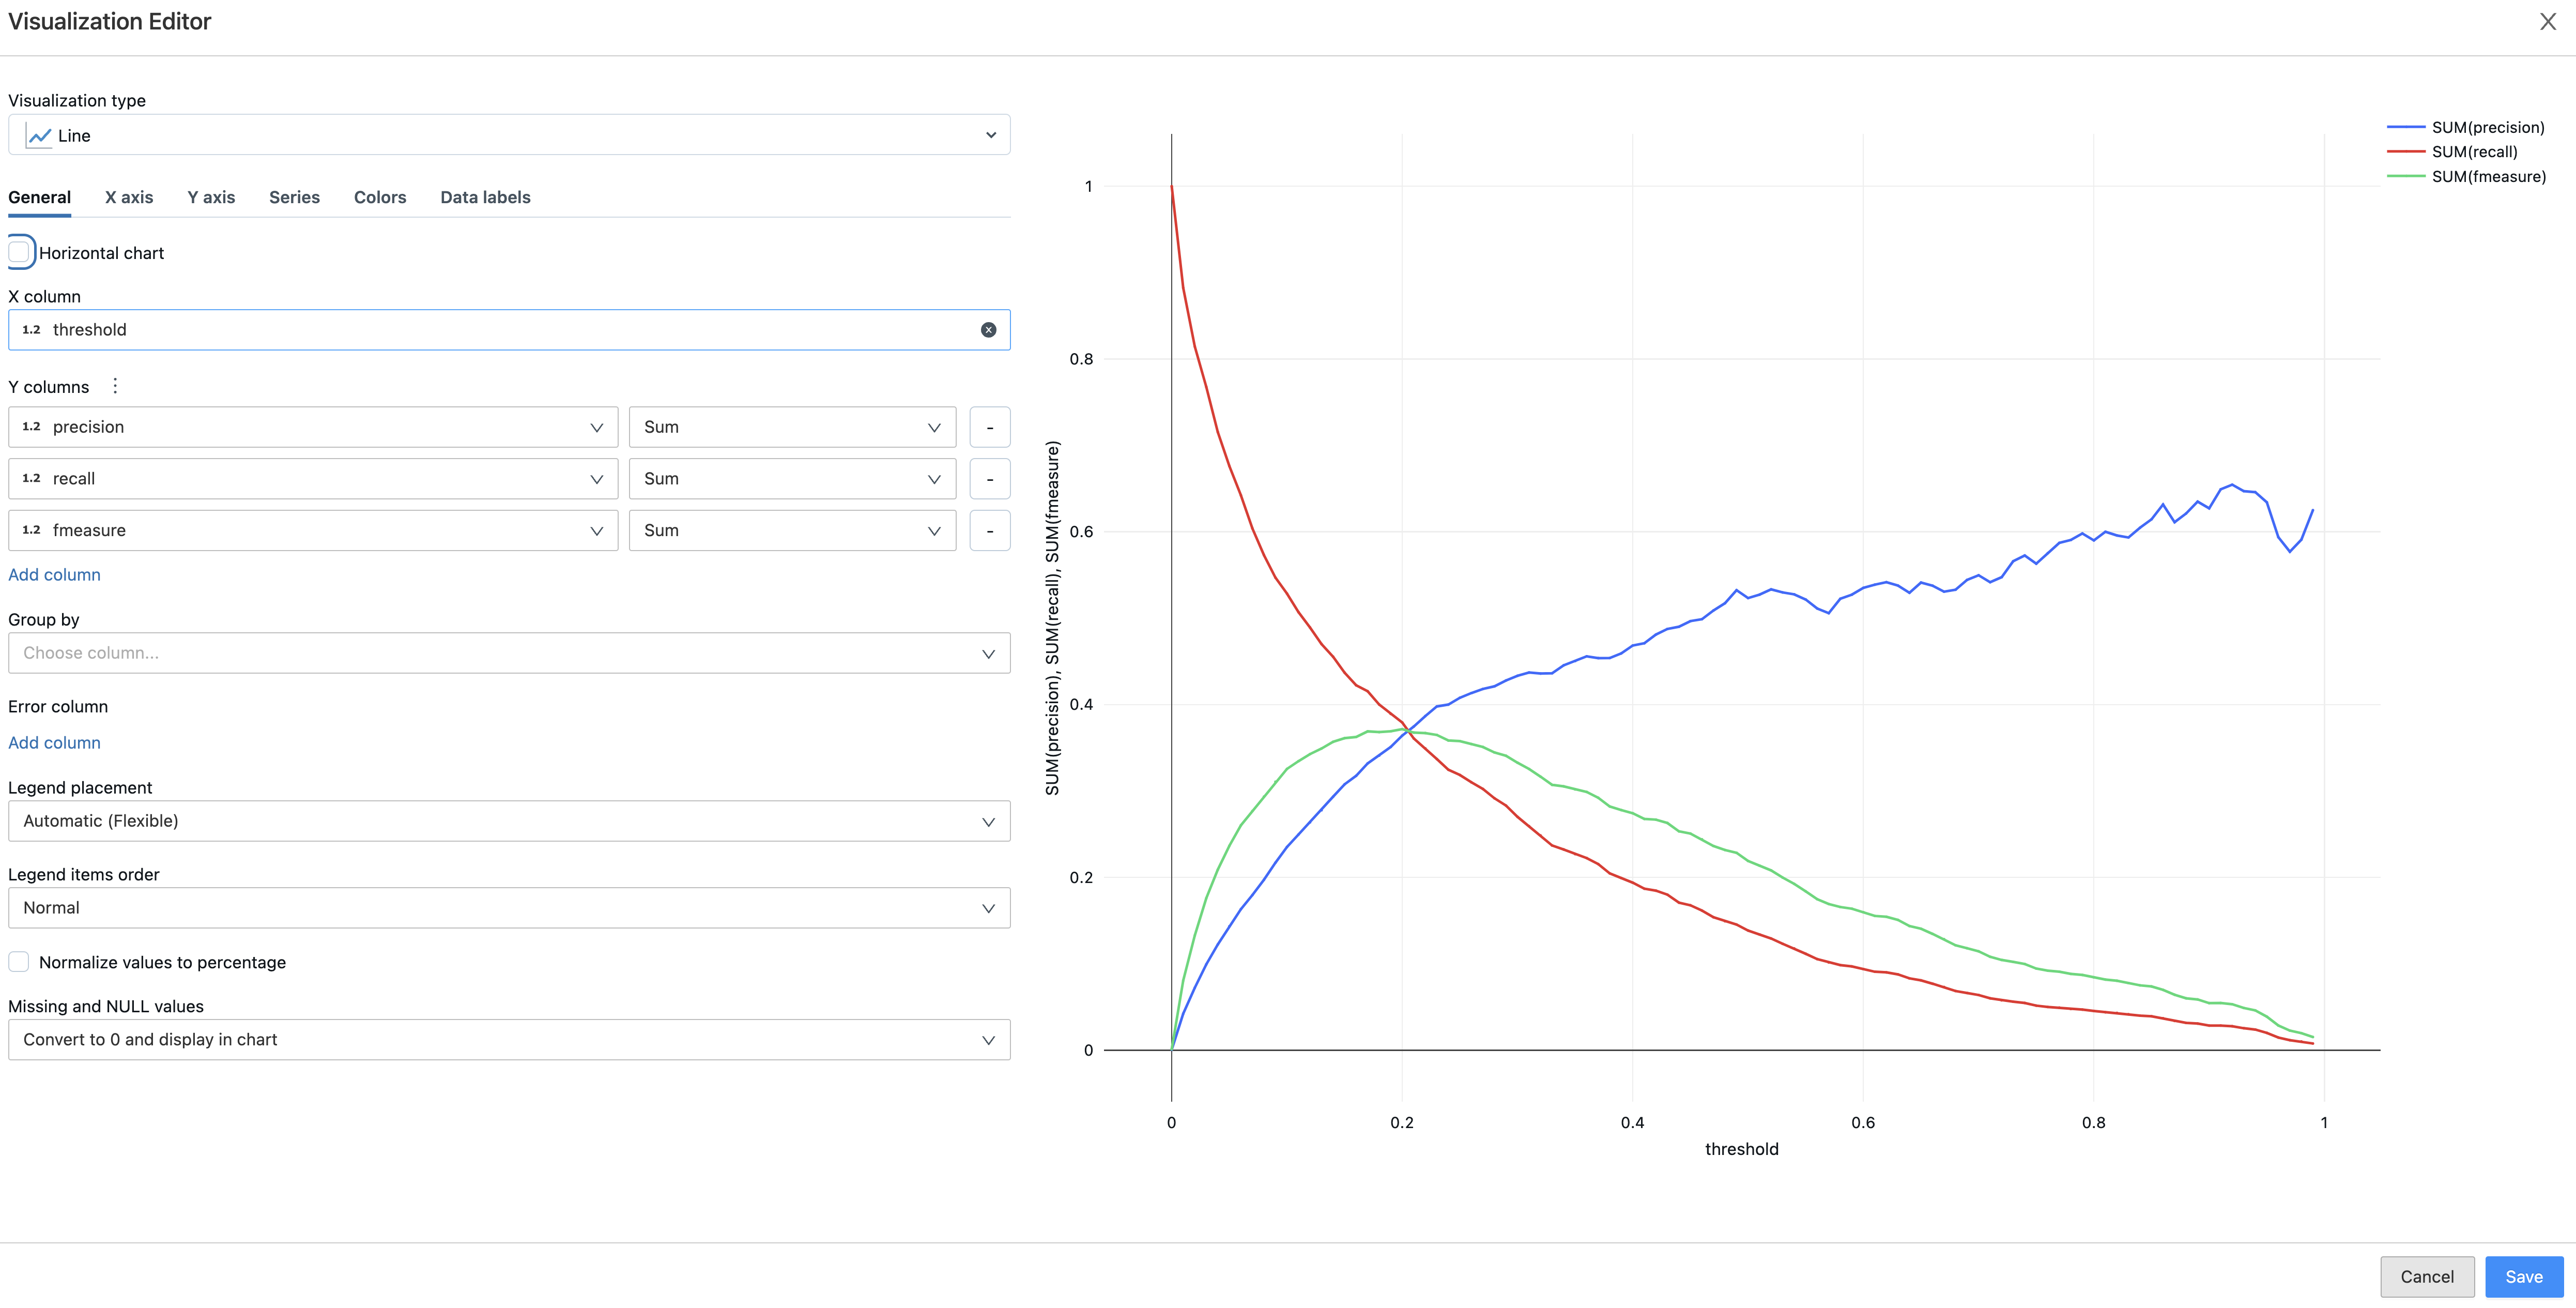 Visualization Editor
Visualization type
Line
General X axis Y axis Series Colors Data labels
Horizontal chart
X column
1.2 threshold
Y columns
1.2 precision Sum -
1.2 recall Sum -
1.2 fmeasure Sum -
Add column
Group by
Choose column...
Error column
Add column
Legend placement
Automatic (Flexible)
Legend items order
Normal
Normalize values to percentage
Missing and NULL values
Convert to 0 and display in chart
SUM(precision), SUM(recall), SUM(fmeasure)
1
0.8
0.6
0.4
0.2
0
0 0.2 0.4 0.6 0.8 1
threshold
SUM(precision)
SUM(recall)
SUM(fmeasure)
Cancel Save